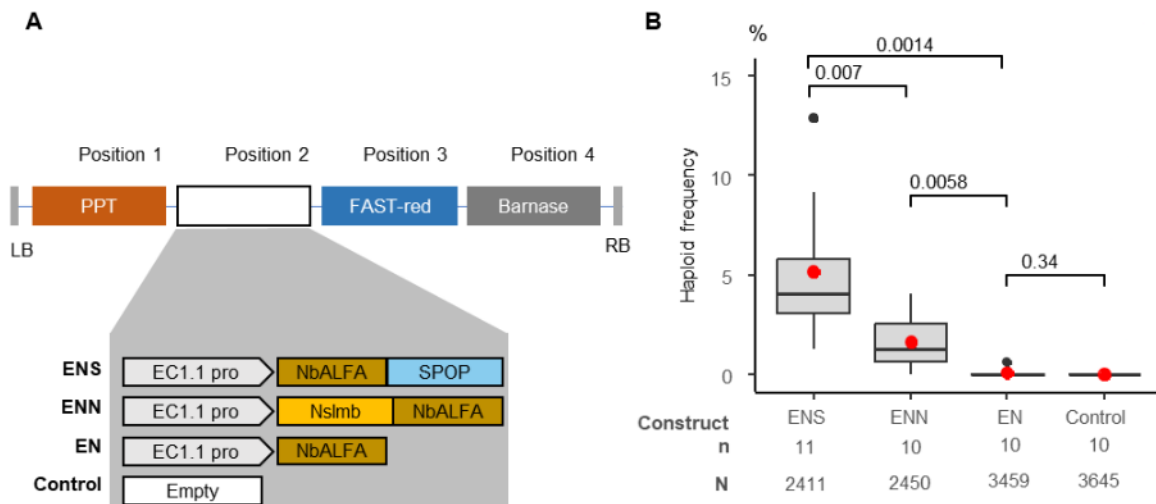 A
Position 1 Position 2 Position 3 Position 4
PPT FAST-red Barnase
LB RB
ENS EC1.1 pro NbALFA SPOP
ENN EC1.1 pro Nslmb NbALFA
EN EC1.1 pro NbALFA
Control Empty
B
%
Haploid frequency
15
10
5
0
0.0014
0.007
0.0058
0.34
Construct ENS ENN EN Control
n 11 10 10 10
N 2411 2450 3459 3645